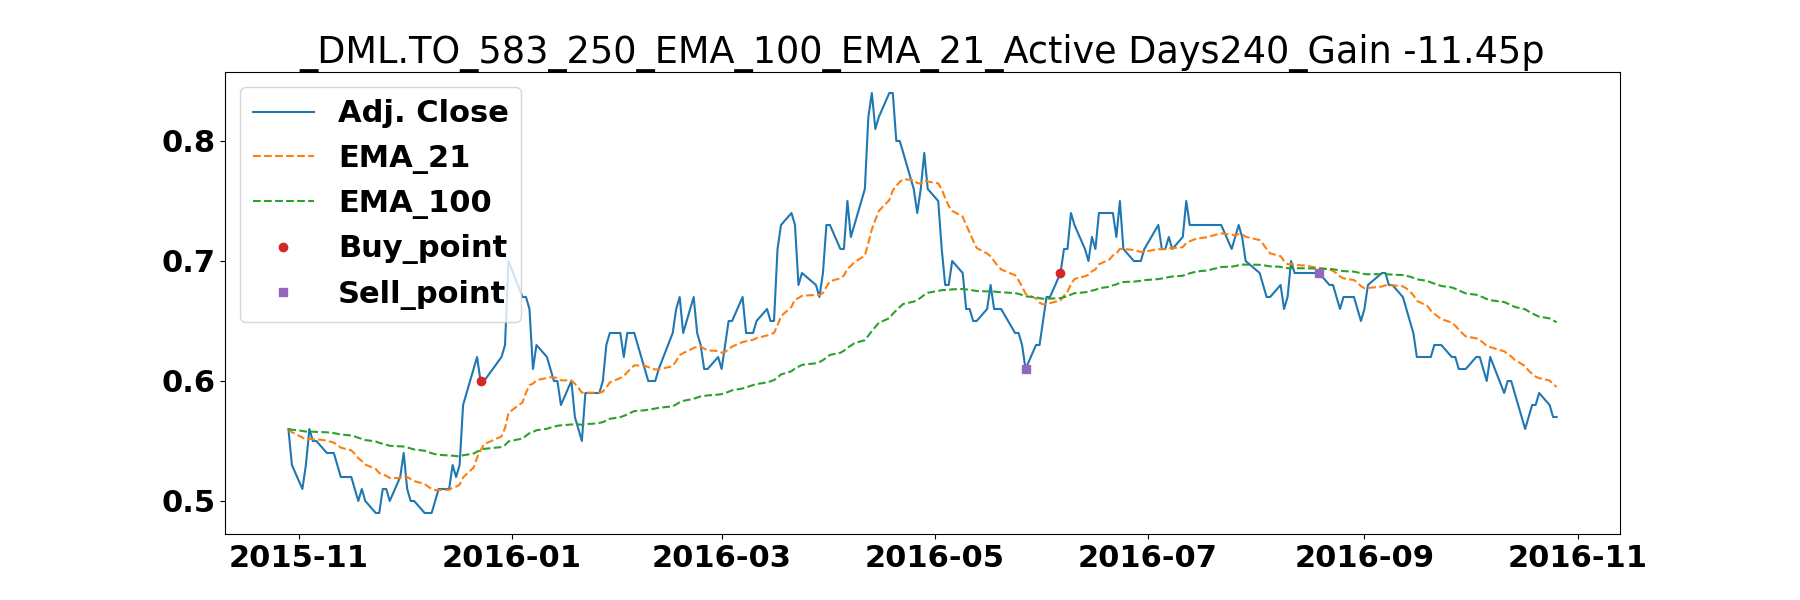 _DML.TO_583_250_EMA_100_EMA_21_Active Days240_Gain -11.45p
Adj. Close
EMA_21
EMA_100
Buy_point
Sell_point
0.8
0.7
0.6
0.5
2015-11 2016-01 2016-03 2016-05 2016-07 2016-09 2016-11